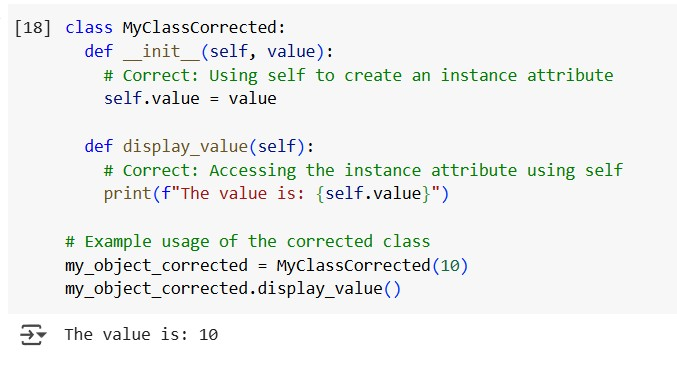 [18] class MyClassCorrected:
  def __init__(self, value):
    # Correct: Using self to create an instance attribute
    self.value = value

  def display_value(self):
    # Correct: Accessing the instance attribute using self
    print(f"The value is: {self.value}")

# Example usage of the corrected class
my_object_corrected = MyClassCorrected(10)
my_object_corrected.display_value()

The value is: 10